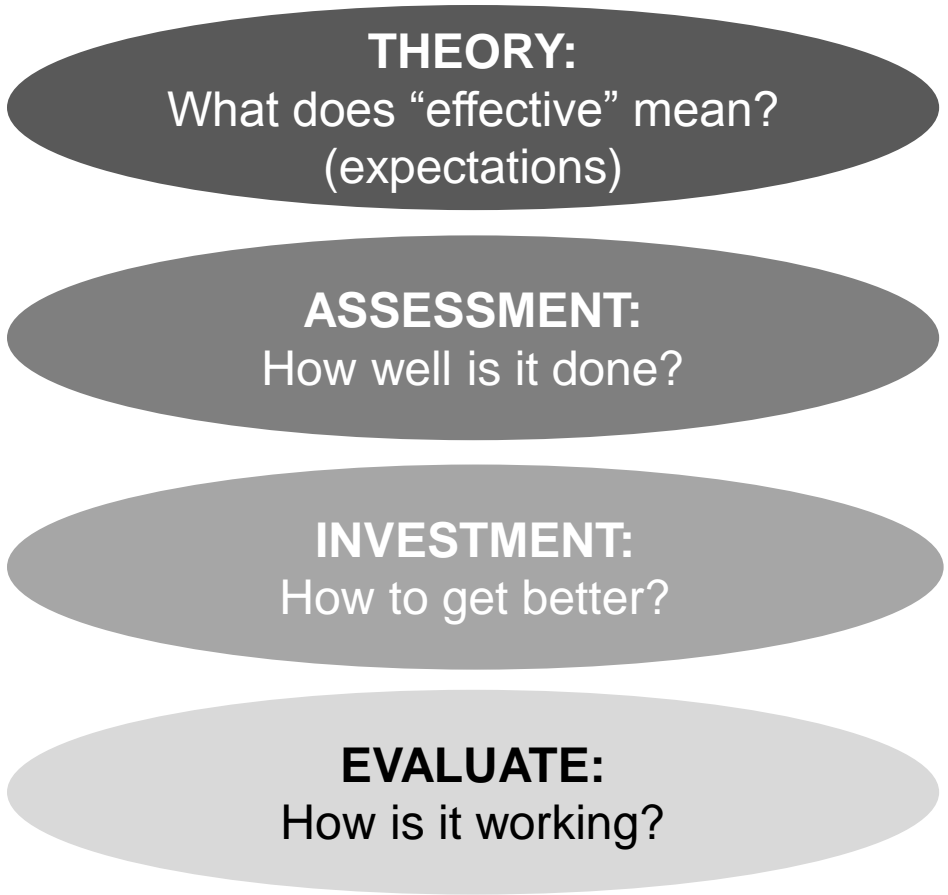 THEORY:
What does “effective” mean?
(expectations)
ASSESSMENT:
How well is it done?
INVESTMENT:
How to get better?
EVALUATE:
How is it working?